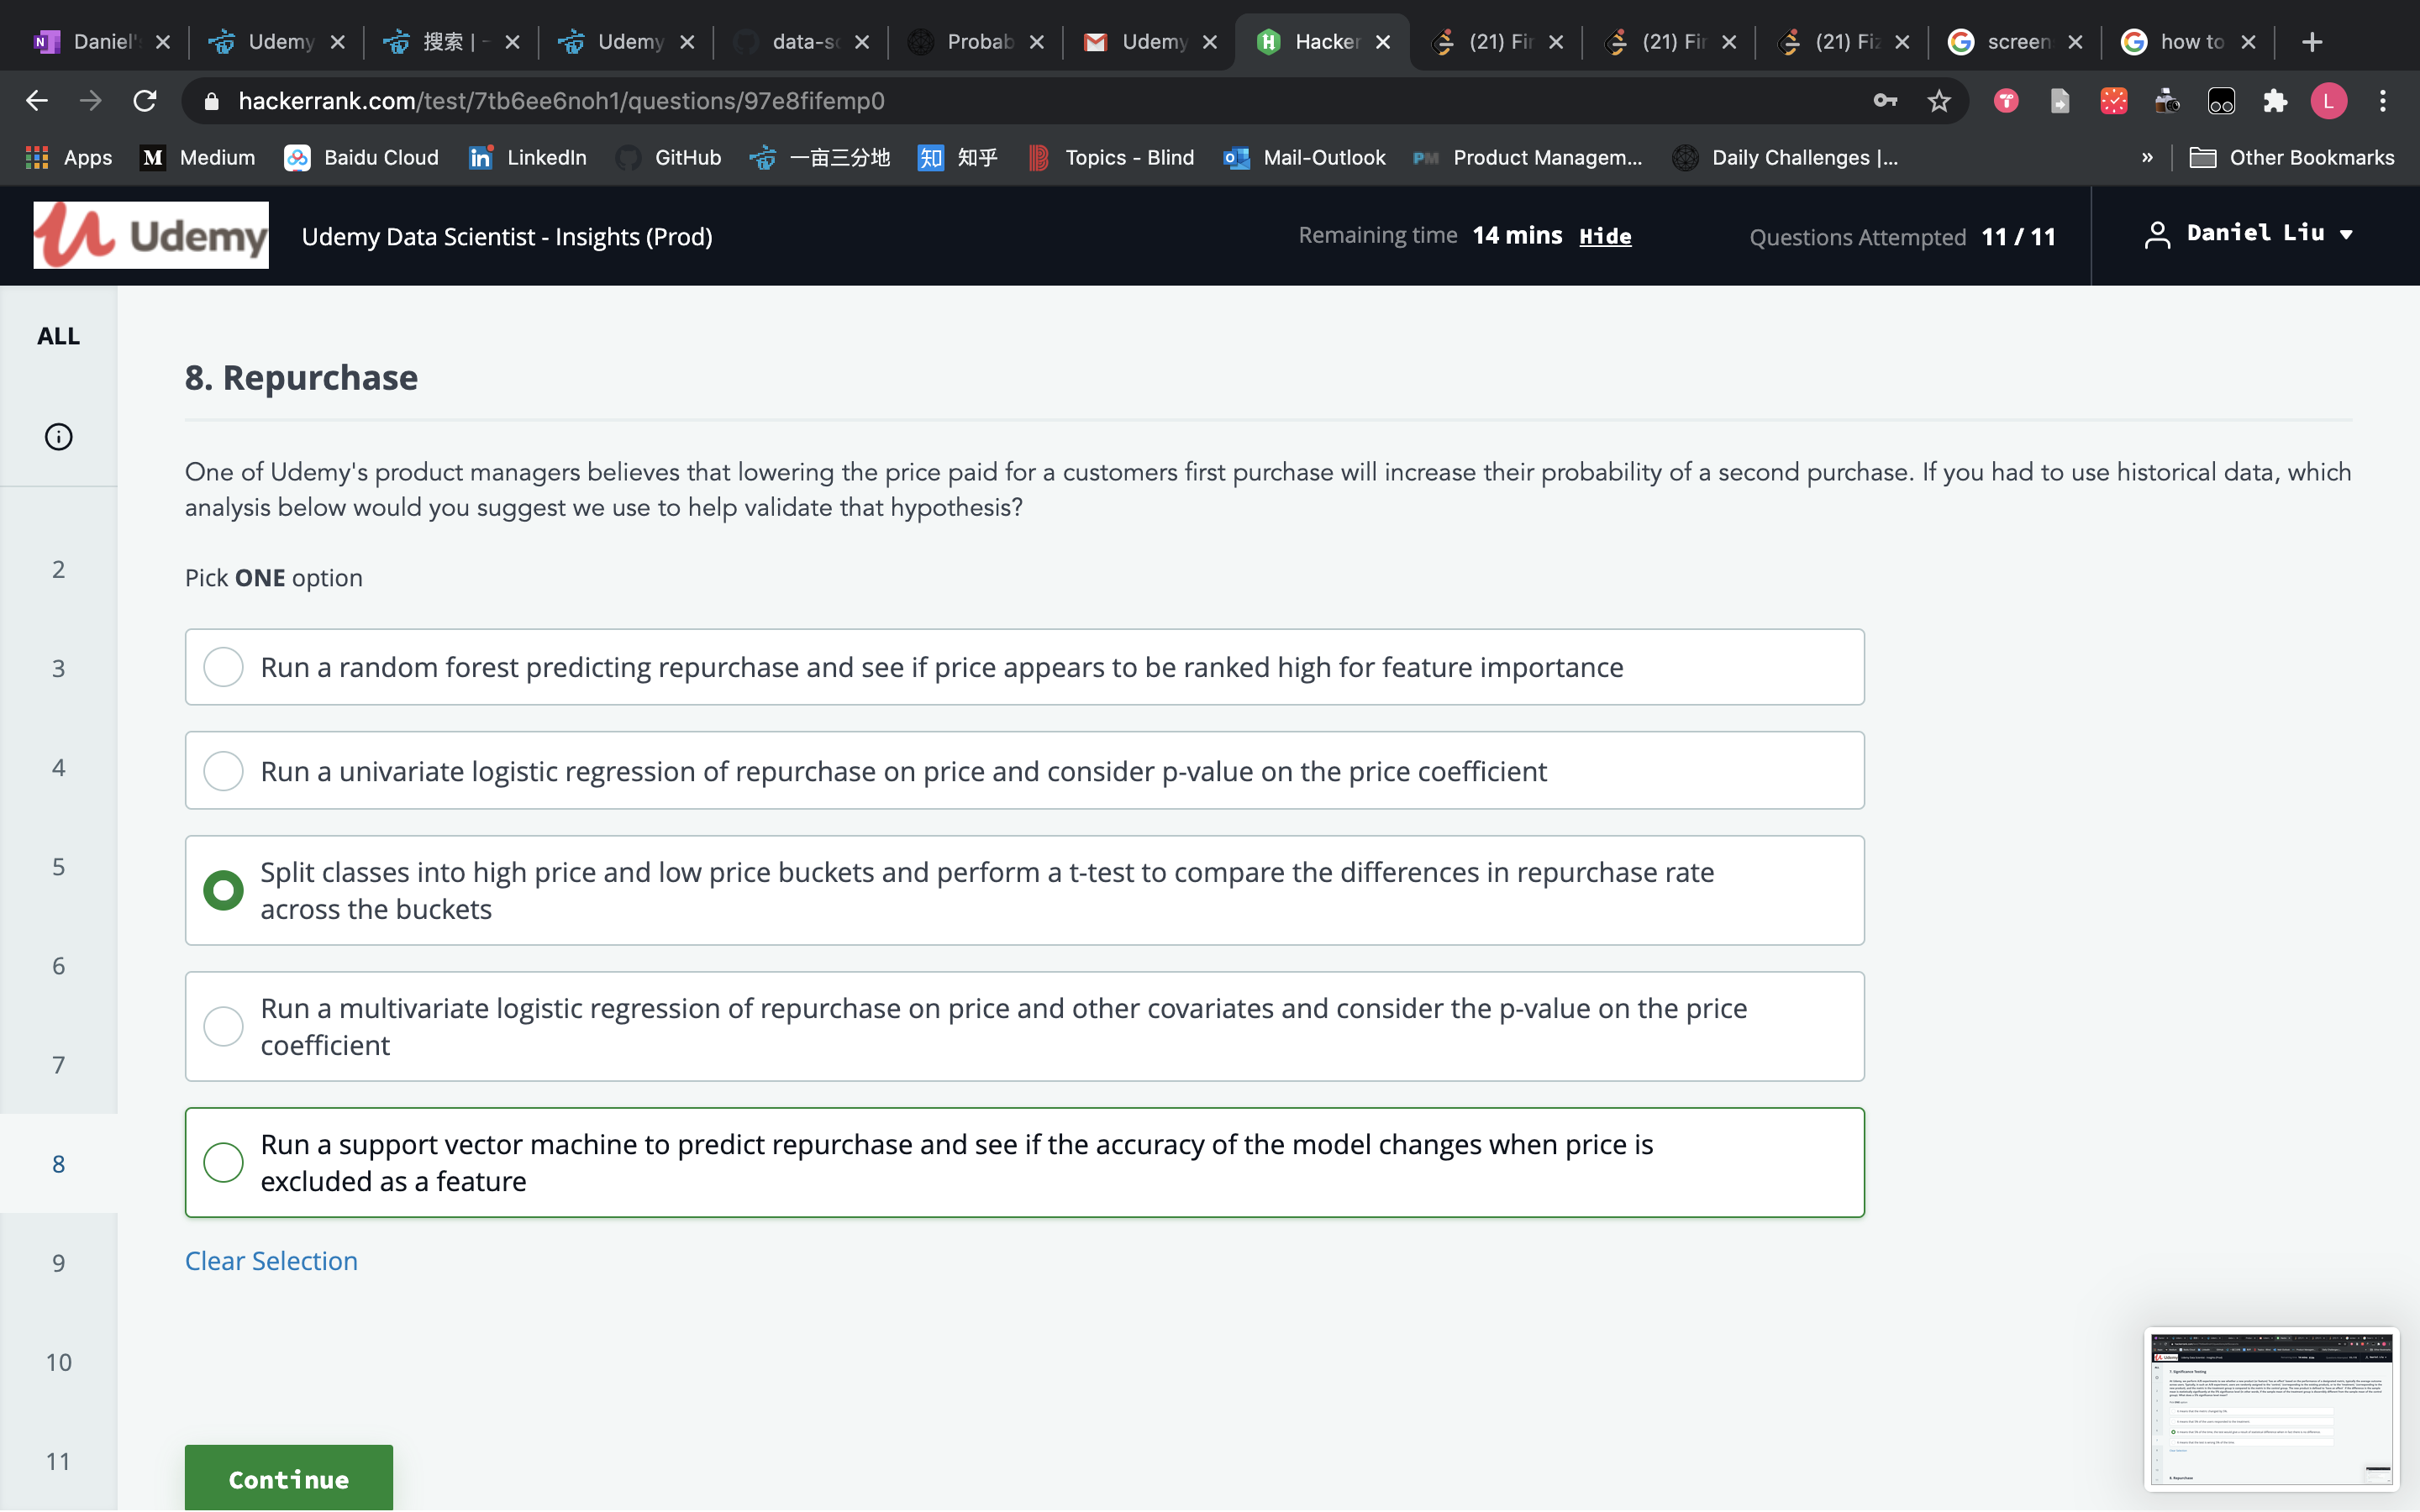 Daniel'
Udemy
搜索 | -
Udemy
data-sc
Probab
Udemy
Hacker
(21) Fir
(21) Fir
(21) Fiz
screen
how to
hackerrank.com/test/7tb6ee6noh1/questions/97e8fifemp0
L
Apps
M Medium
Baidu Cloud
in LinkedIn
GitHub
一亩三分地
知 知乎
Topics - Blind
Mail-Outlook
PM Product Managem...
Daily Challenges |...
»
Other Bookmarks
Udemy
Udemy Data Scientist - Insights (Prod)
Remaining time 14 mins Hide
Questions Attempted 11 / 11
Daniel Liu
ALL
2
3
4
5
6
7
8
9
10
11
8. Repurchase
One of Udemy's product managers believes that lowering the price paid for a customers first purchase will increase their probability of a second purchase. If you had to use historical data, which
analysis below would you suggest we use to help validate that hypothesis?
Pick ONE option
Run a random forest predicting repurchase and see if price appears to be ranked high for feature importance
Run a univariate logistic regression of repurchase on price and consider p-value on the price coefficient
Split classes into high price and low price buckets and perform a t-test to compare the differences in repurchase rate
across the buckets
Run a multivariate logistic regression of repurchase on price and other covariates and consider the p-value on the price
coefficient
Run a support vector machine to predict repurchase and see if the accuracy of the model changes when price is
excluded as a feature
Clear Selection
Continue